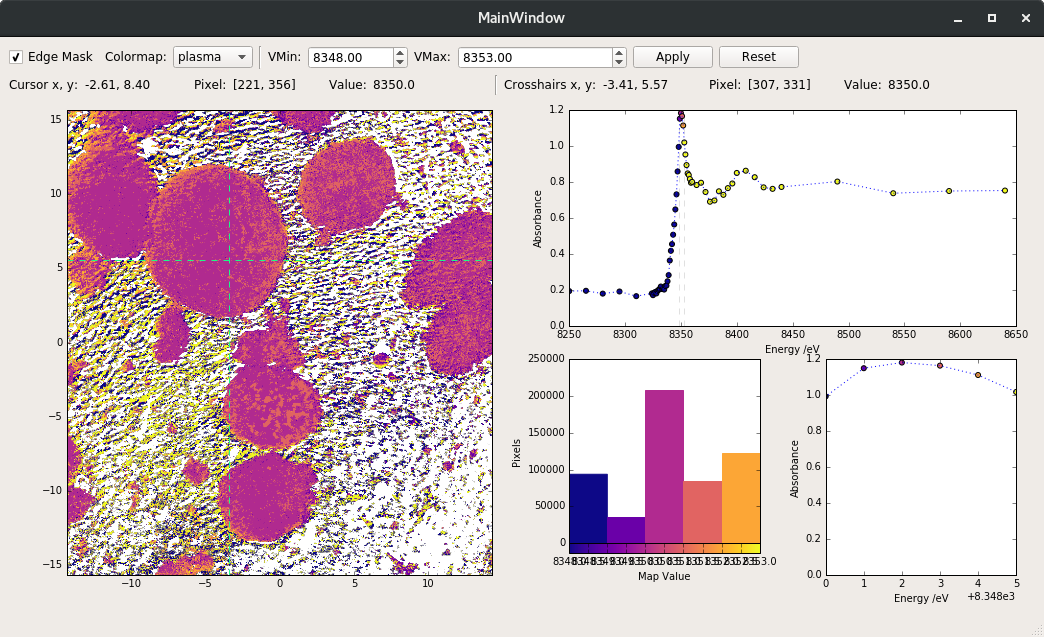 MainWindow
Edge Mask Colormap: plasma VMin: 8348.00 VMax: 8353.00 Apply Reset
Cursor x, y: -2.61, 8.40 Pixel: [221, 356] Value: 8350.0 Crosshairs x, y: -3.41, 5.57 Pixel: [307, 331] Value: 8350.0
15
10
5
0
−5
−10
−15
−10 −5 0 5 10
Absorbance
1.2
1.0
0.8
0.6
0.4
0.2
0.0
8250 8300 8350 8400 8450 8500 8550 8600 8650
Energy /eV
Pixels
250000
200000
150000
100000
50000
0
Map Value
Absorbance
1.2
1.0
0.8
0.6
0.4
0.2
0.0
0 1 2 3 4 5
Energy /eV +8.348e3